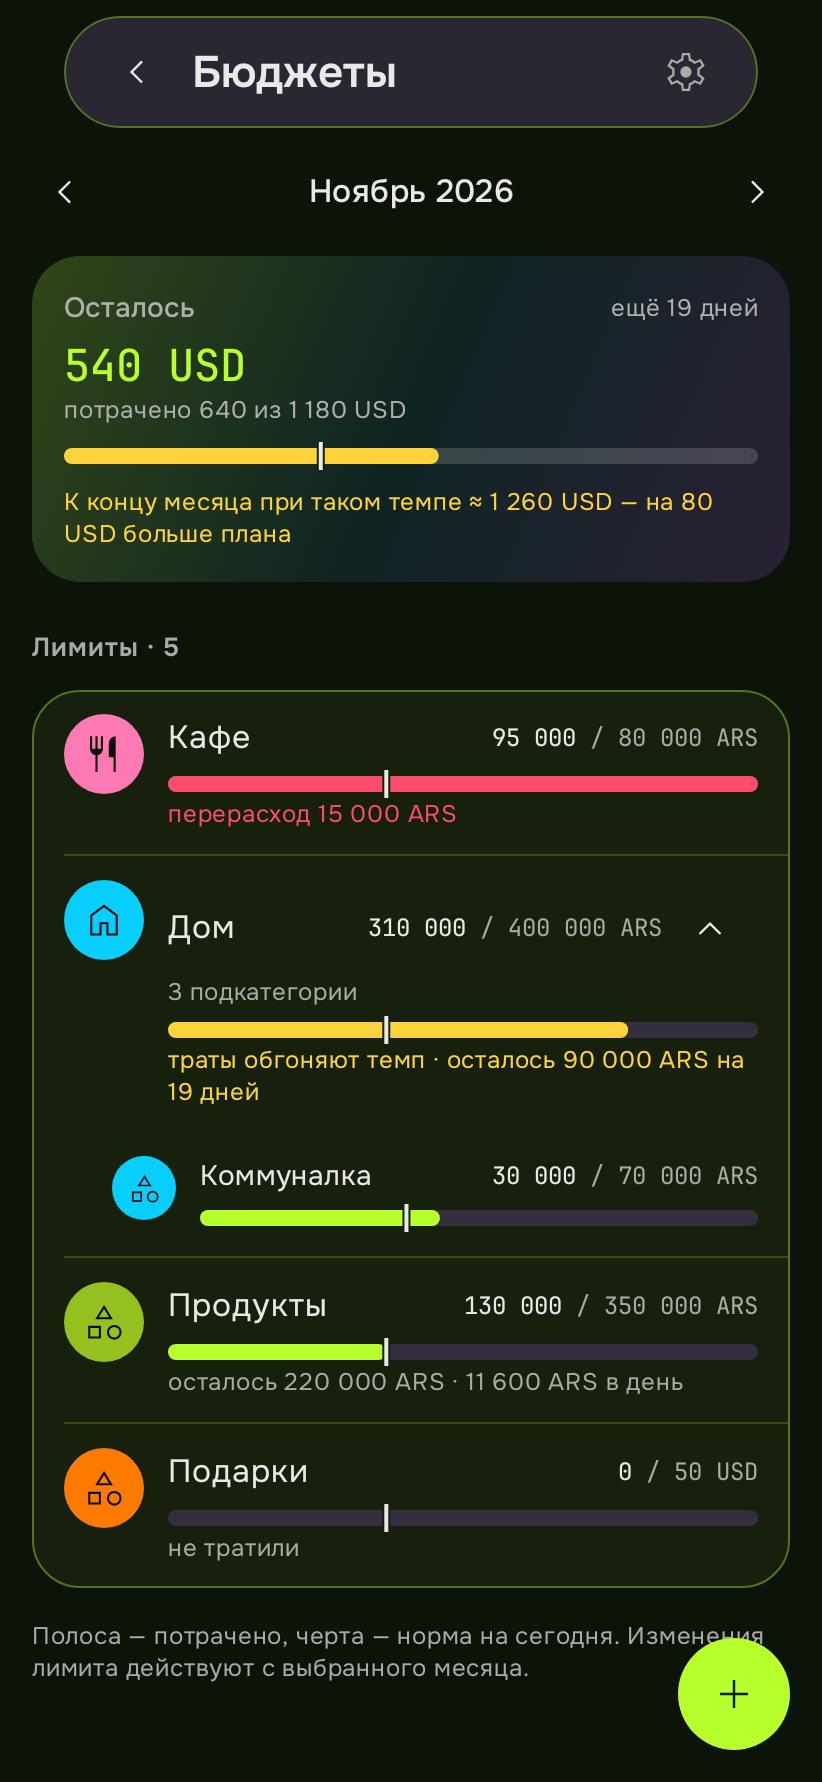 Бюджеты
Ноябрь 2026
Осталось
ещё 19 дней
540 USD
потрачено 640 из 1 180 USD
К концу месяца при таком темпе ≈ 1 260 USD — на 80
USD больше плана
Лимиты · 5
Кафе
95 000 / 80 000 ARS
перерасход 15 000 ARS
Дом
310 000 / 400 000 ARS
3 подкатегории
траты обгоняют темп · осталось 90 000 ARS на
19 дней
Коммуналка
30 000 / 70 000 ARS
Продукты
130 000 / 350 000 ARS
осталось 220 000 ARS · 11 600 ARS в день
Подарки
0 / 50 USD
не тратили
Полоса — потрачено, черта — норма на сегодня. Изменения
лимита действуют с выбранного месяца.